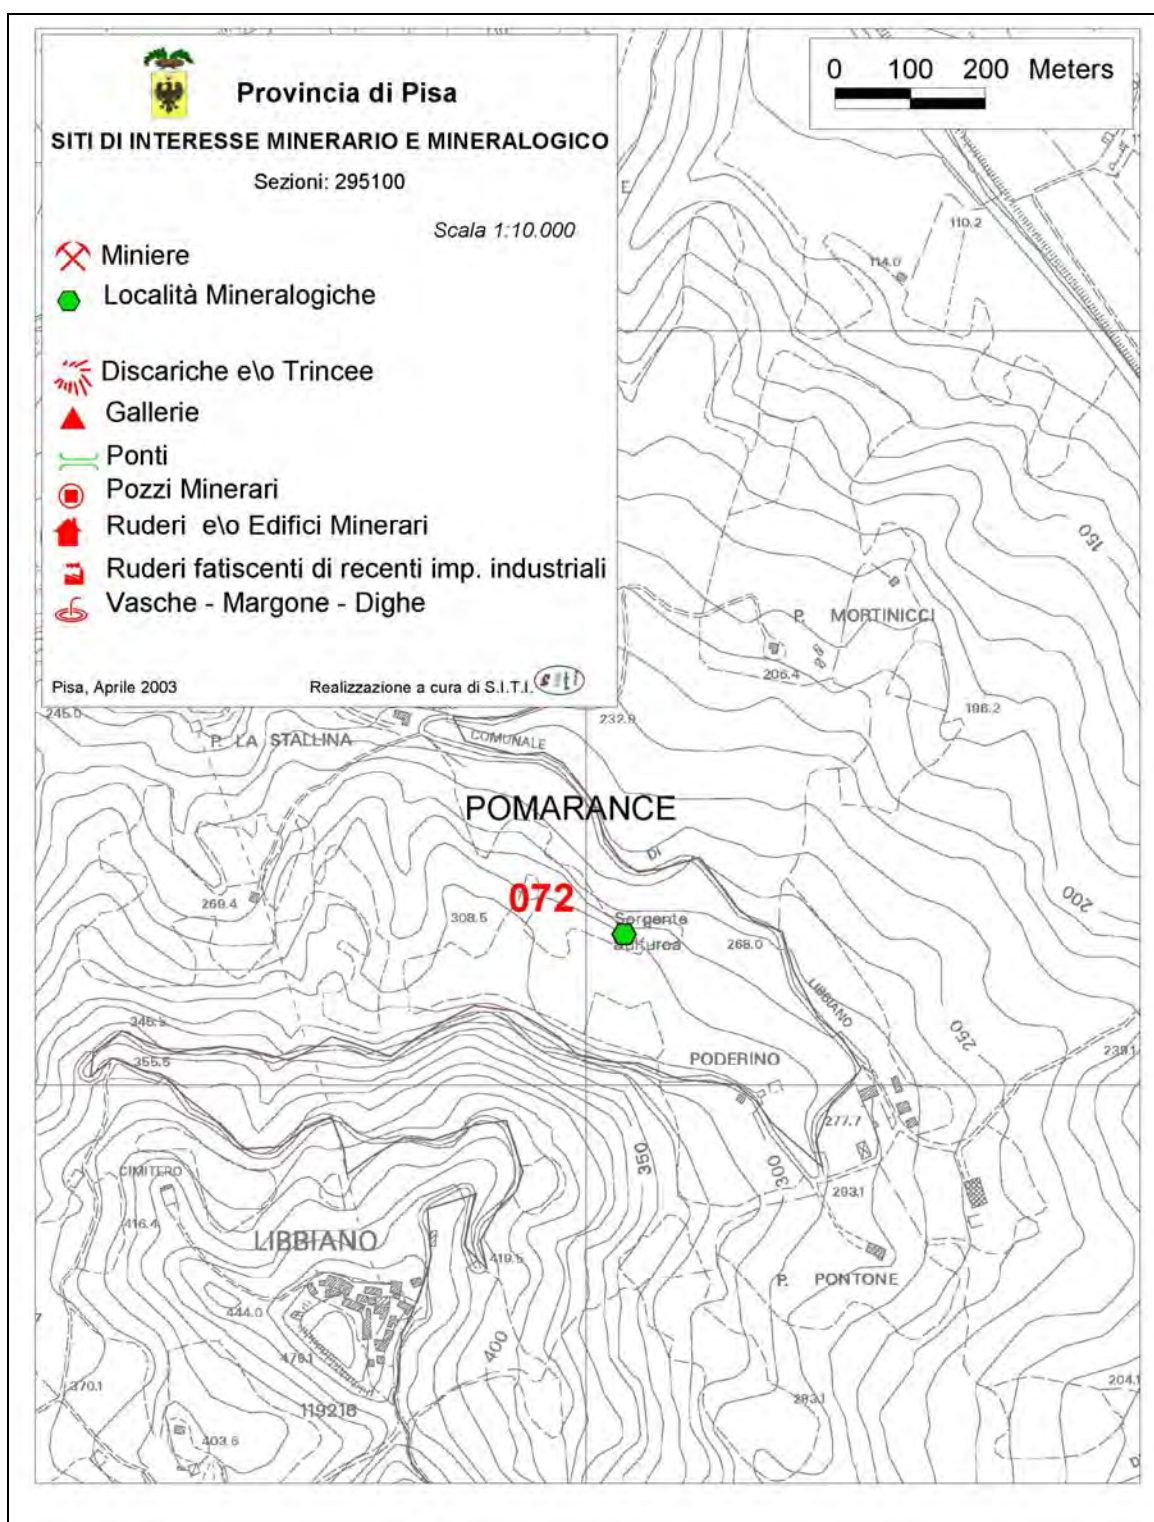 Provincia di Pisa
SITI DI INTERESSE MINERARIO E MINERALOGICO
Sezioni: 295100
Scala 1:10.000
Miniere
Località Mineralogiche
Discariche e\o Trincee
Gallerie
Ponti
Pozzi Minerari
Ruderi e\o Edifici Minerari
Ruderi fatiscenti di recenti imp. industriali
Vasche - Margone - Dighe
Pisa, Aprile 2003
Realizzazione a cura di S.I.T.I.
0 100 200 Meters
E
110.2
114.0
150
P. MORTINICCI
206.4
198.2
245.0
232.9
P. LA STALLINA
COMUNALE
POMARANCE
DI
269.4
072
308.5
Sorgente
268.0
200
LIBBIANO
250
345.5
355.5
PODERINO
239.1
277.7
350
300
293.1
CIMITERO
416.4
LIBBIANO
419.5
P. PONTONE
444.0
7
479.1
400
370.1
119216
293.1
204.1
403.6